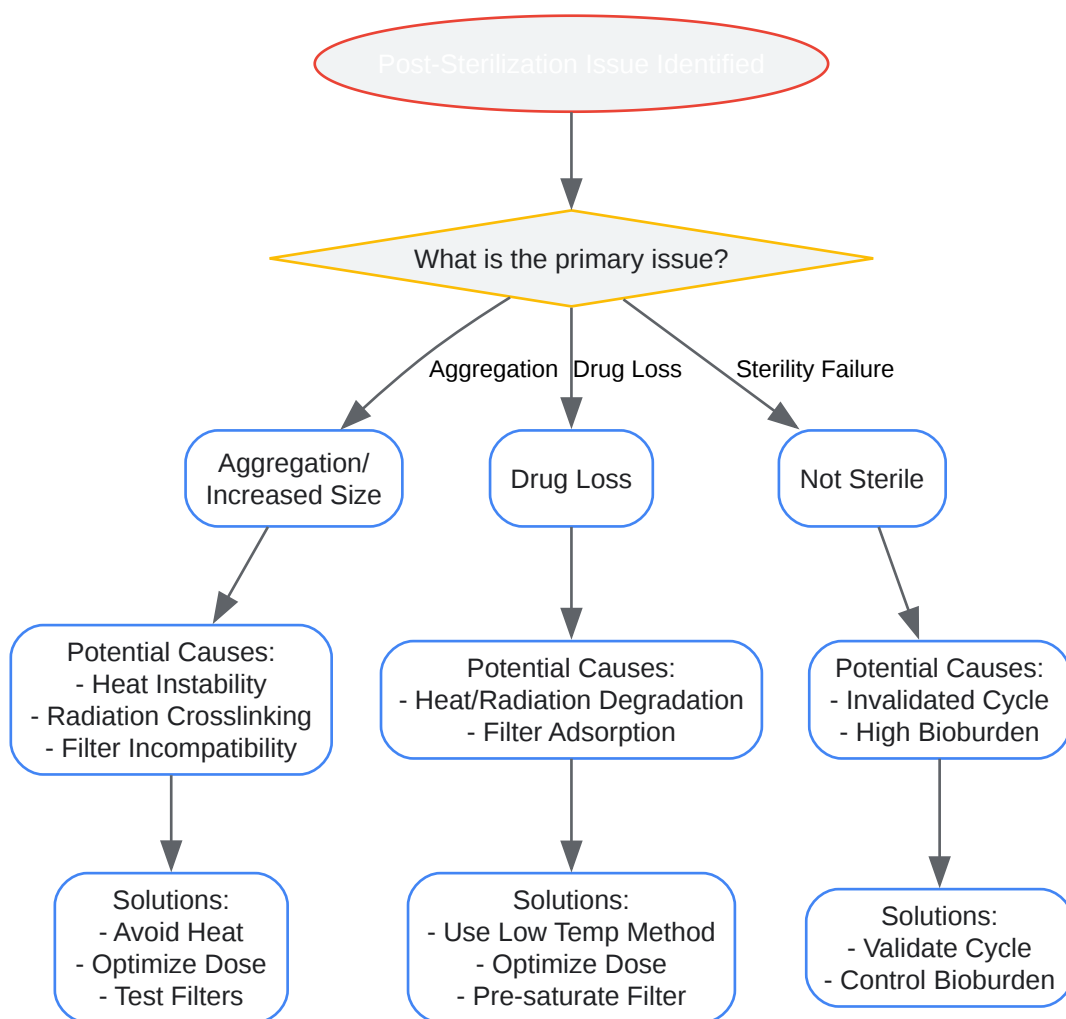 Post-Sterilization Issue Identified
What is the primary issue?
Aggregation
Drug Loss
Sterility Failure
Aggregation/
Increased Size
Drug Loss
Not Sterile
Potential Causes:
- Heat Instability
- Radiation Crosslinking
- Filter Incompatibility
Potential Causes:
- Heat/Radiation Degradation
- Filter Adsorption
Potential Causes:
- Invalidated Cycle
- High Bioburden
Solutions:
- Avoid Heat
- Optimize Dose
- Test Filters
Solutions:
- Use Low Temp Method
- Optimize Dose
- Pre-saturate Filter
Solutions:
- Validate Cycle
- Control Bioburden